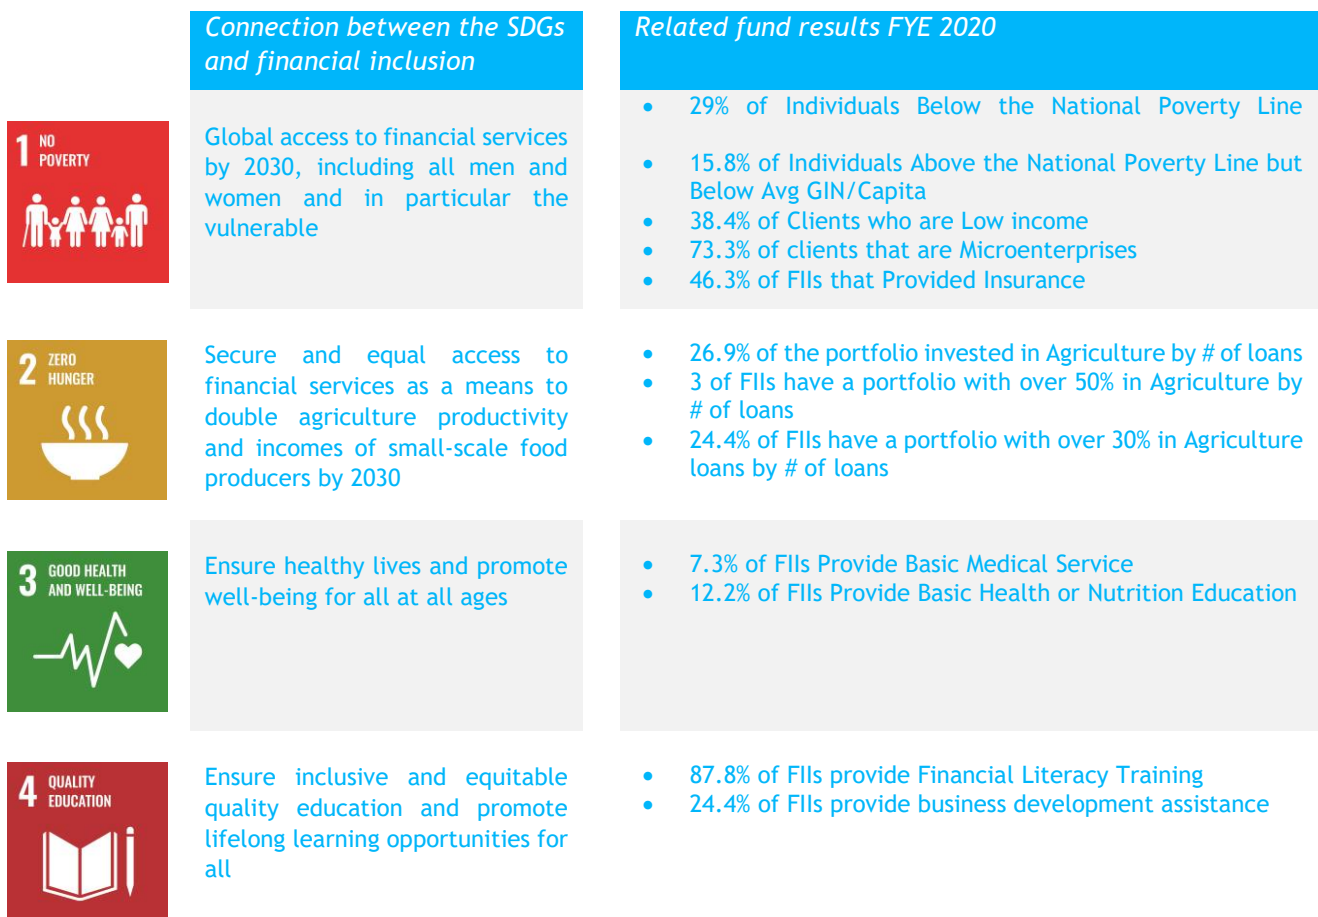 Connection between the SDGs
and financial inclusion
Related fund results FYE 2020
1 NO
POVERTY
Global access to financial services
by 2030, including all men and
women and in particular the
vulnerable
• 29% of Individuals Below the National Poverty Line
• 15.8% of Individuals Above the National Poverty Line but
Below Avg GIN/Capita
• 38.4% of Clients who are Low income
• 73.3% of clients that are Microenterprises
• 46.3% of FIIs that Provided Insurance
2 ZERO
HUNGER
Secure and equal access to
financial services as a means to
double agriculture productivity
and incomes of small-scale food
producers by 2030
• 26.9% of the portfolio invested in Agriculture by # of loans
• 3 of FIIs have a portfolio with over 50% in Agriculture by
# of loans
• 24.4% of FIIs have a portfolio with over 30% in Agriculture
loans by # of loans
3 GOOD HEALTH
AND WELL-BEING
Ensure healthy lives and promote
well-being for all at all ages
• 7.3% of FIIs Provide Basic Medical Service
• 12.2% of FIIs Provide Basic Health or Nutrition Education
4 QUALITY
EDUCATION
Ensure inclusive and equitable
quality education and promote
lifelong learning opportunities for
all
• 87.8% of FIIs provide Financial Literacy Training
• 24.4% of FIIs provide business development assistance